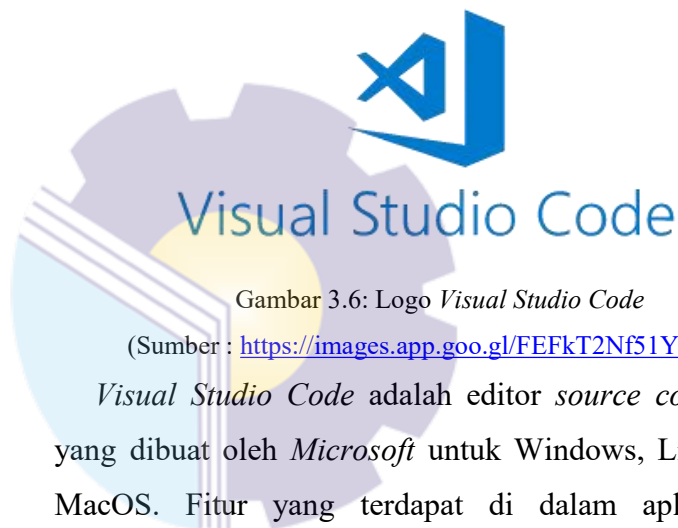 Visual Studio Code
Gambar 3.6: Logo Visual Studio Code
(Sumber : https://images.app.goo.gl/FEFkT2Nf51Y
Visual Studio Code adalah editor source co
yang dibuat oleh Microsoft untuk Windows, L
MacOS. Fitur yang terdapat di dalam apl